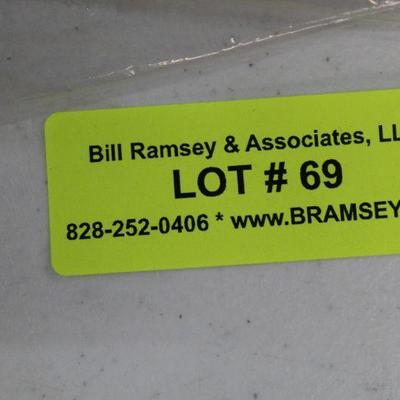 Bill Ramsey & Associates, LL
LOT # 69
828-252-0406 * www.BRAMSEY